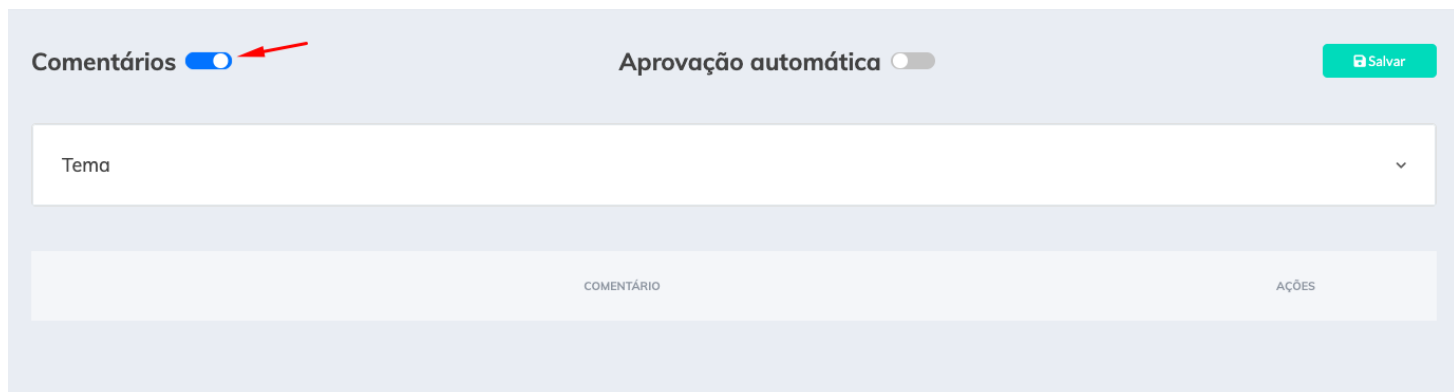 Comentários
Aprovação automática
Salvar
Tema
COMENTÁRIO
AÇÕES